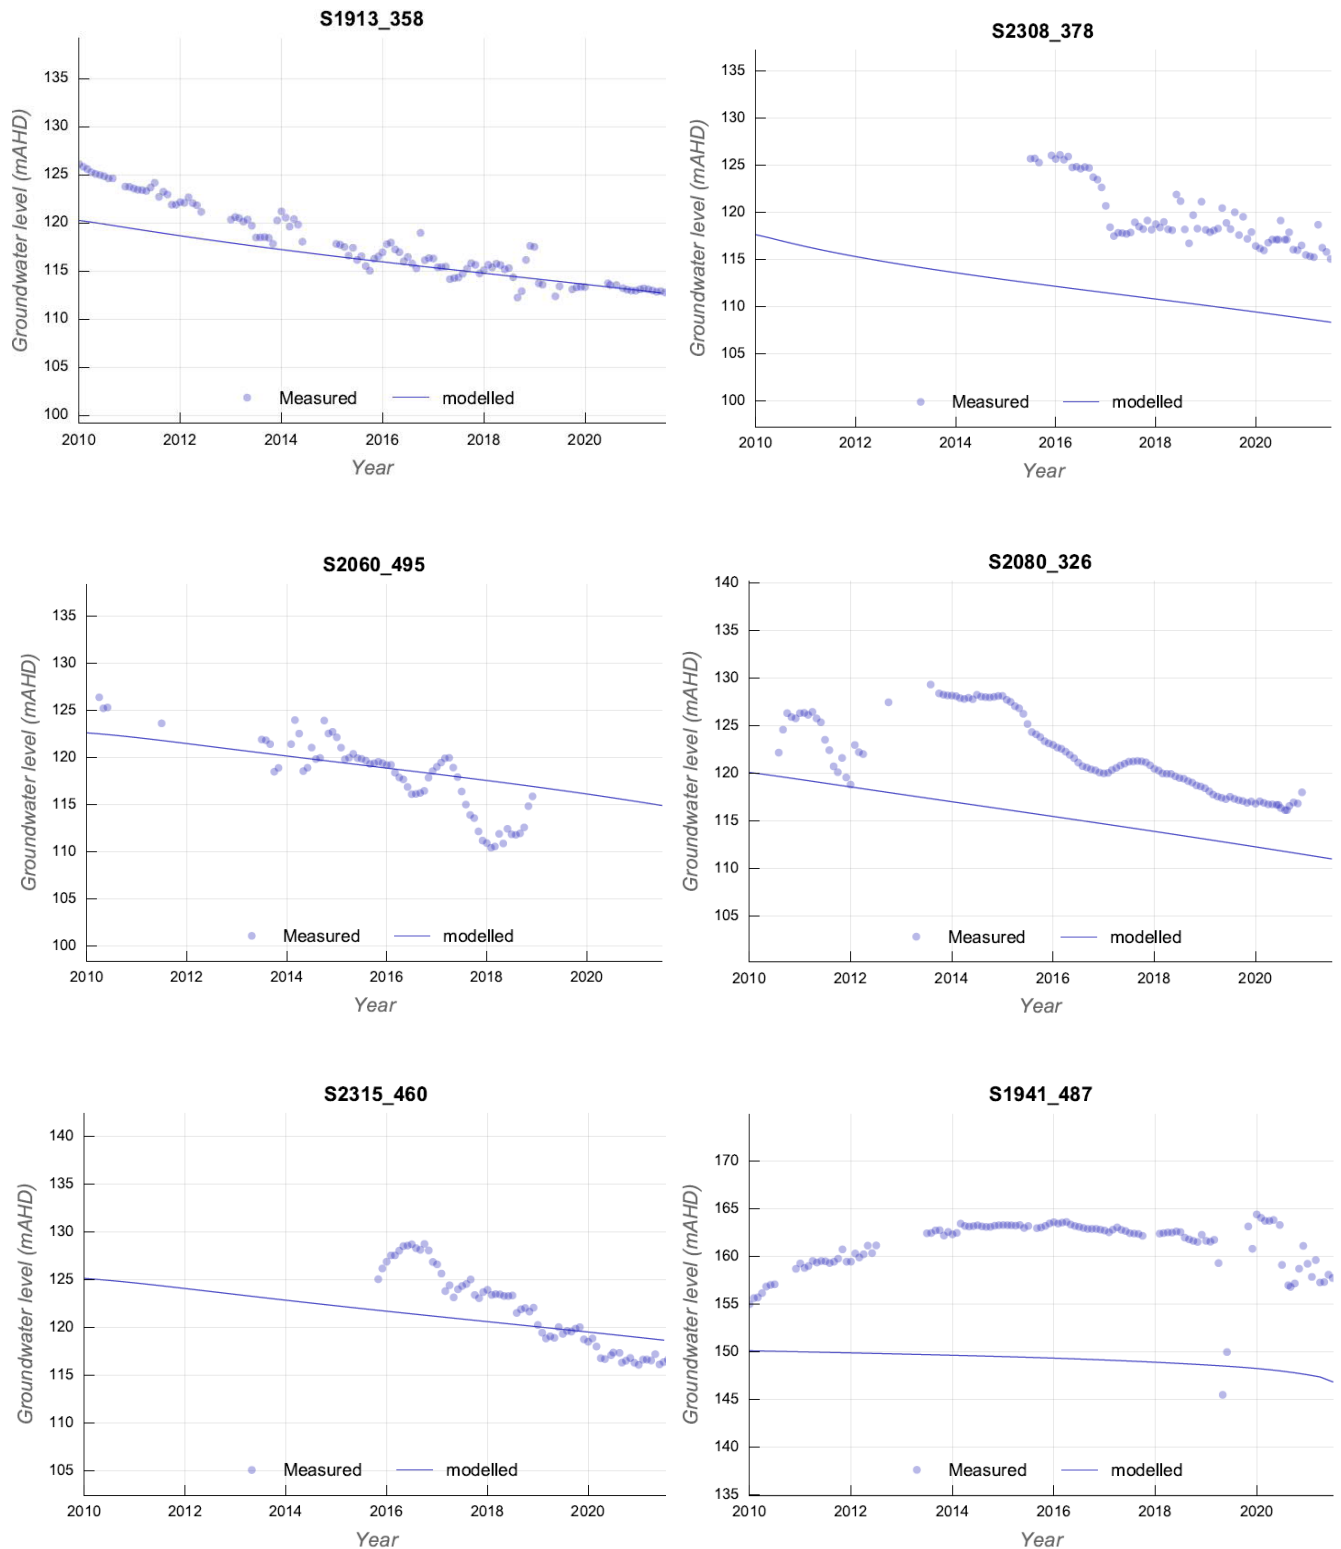 S1913_358
Groundwater level (mAHD)
135
130
125
120
115
110
105
100
Measured modelled
2010 2012 2014 2016 2018 2020
Year
S2308_378
Groundwater level (mAHD)
135
130
125
120
115
110
105
100
Measured modelled
2010 2012 2014 2016 2018 2020
Year
S2060_495
Groundwater level (mAHD)
135
130
125
120
115
110
105
100
Measured modelled
2010 2012 2014 2016 2018 2020
Year
S2080_326
Groundwater level (mAHD)
140
135
130
125
120
115
110
105
Measured modelled
2010 2012 2014 2016 2018 2020
Year
S2315_460
Groundwater level (mAHD)
140
135
130
125
120
115
110
105
Measured modelled
2010 2012 2014 2016 2018 2020
Year
S1941_487
Groundwater level (mAHD)
170
165
160
155
150
145
140
135
Measured modelled
2010 2012 2014 2016 2018 2020
Year